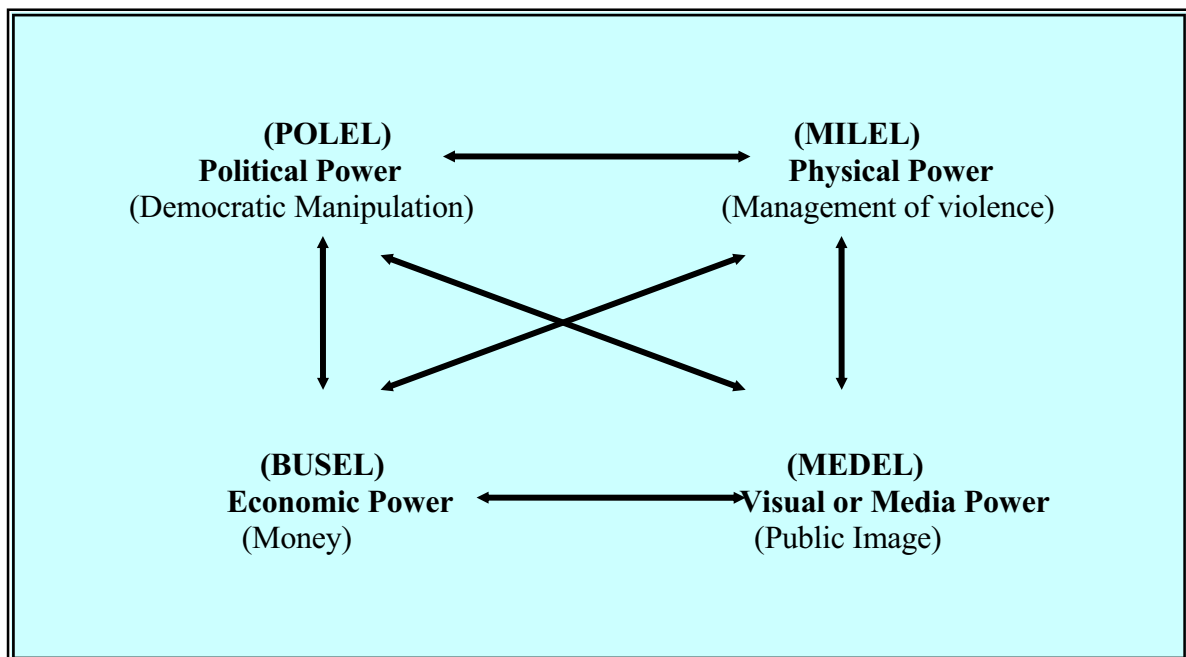 (POLEL)
Political Power
(Democratic Manipulation)
(MILEL)
Physical Power
(Management of violence)
(BUSEL)
Economic Power
(Money)
(MEDEL)
Visual or Media Power
(Public Image)